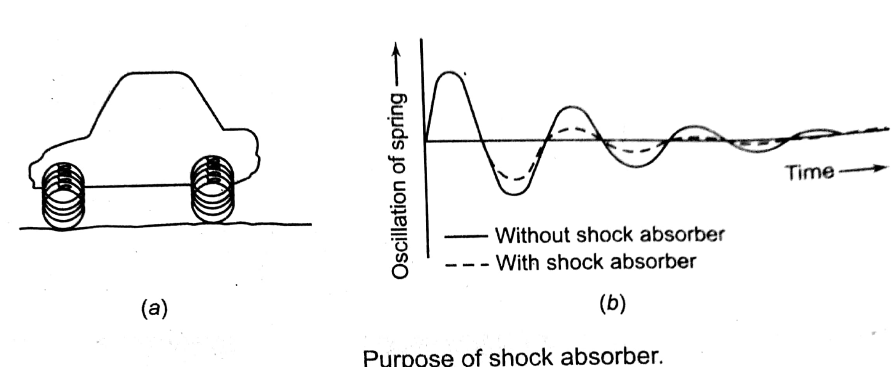 Oscillation of spring
Time
Without shock absorber
With shock absorber
(a)
(b)
Purpose of shock absorber.